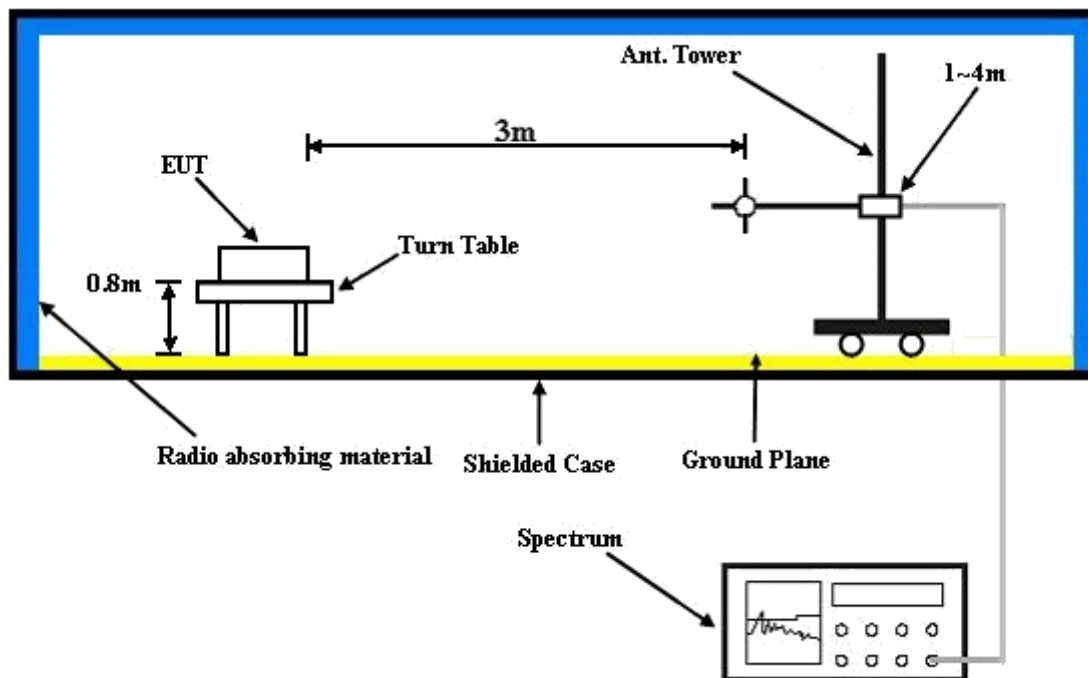 Ant. Tower
1~4m
3m
EUT
Turn Table
0.8m
Radio absorbing material
Shielded Case
Ground Plane
Spectrum